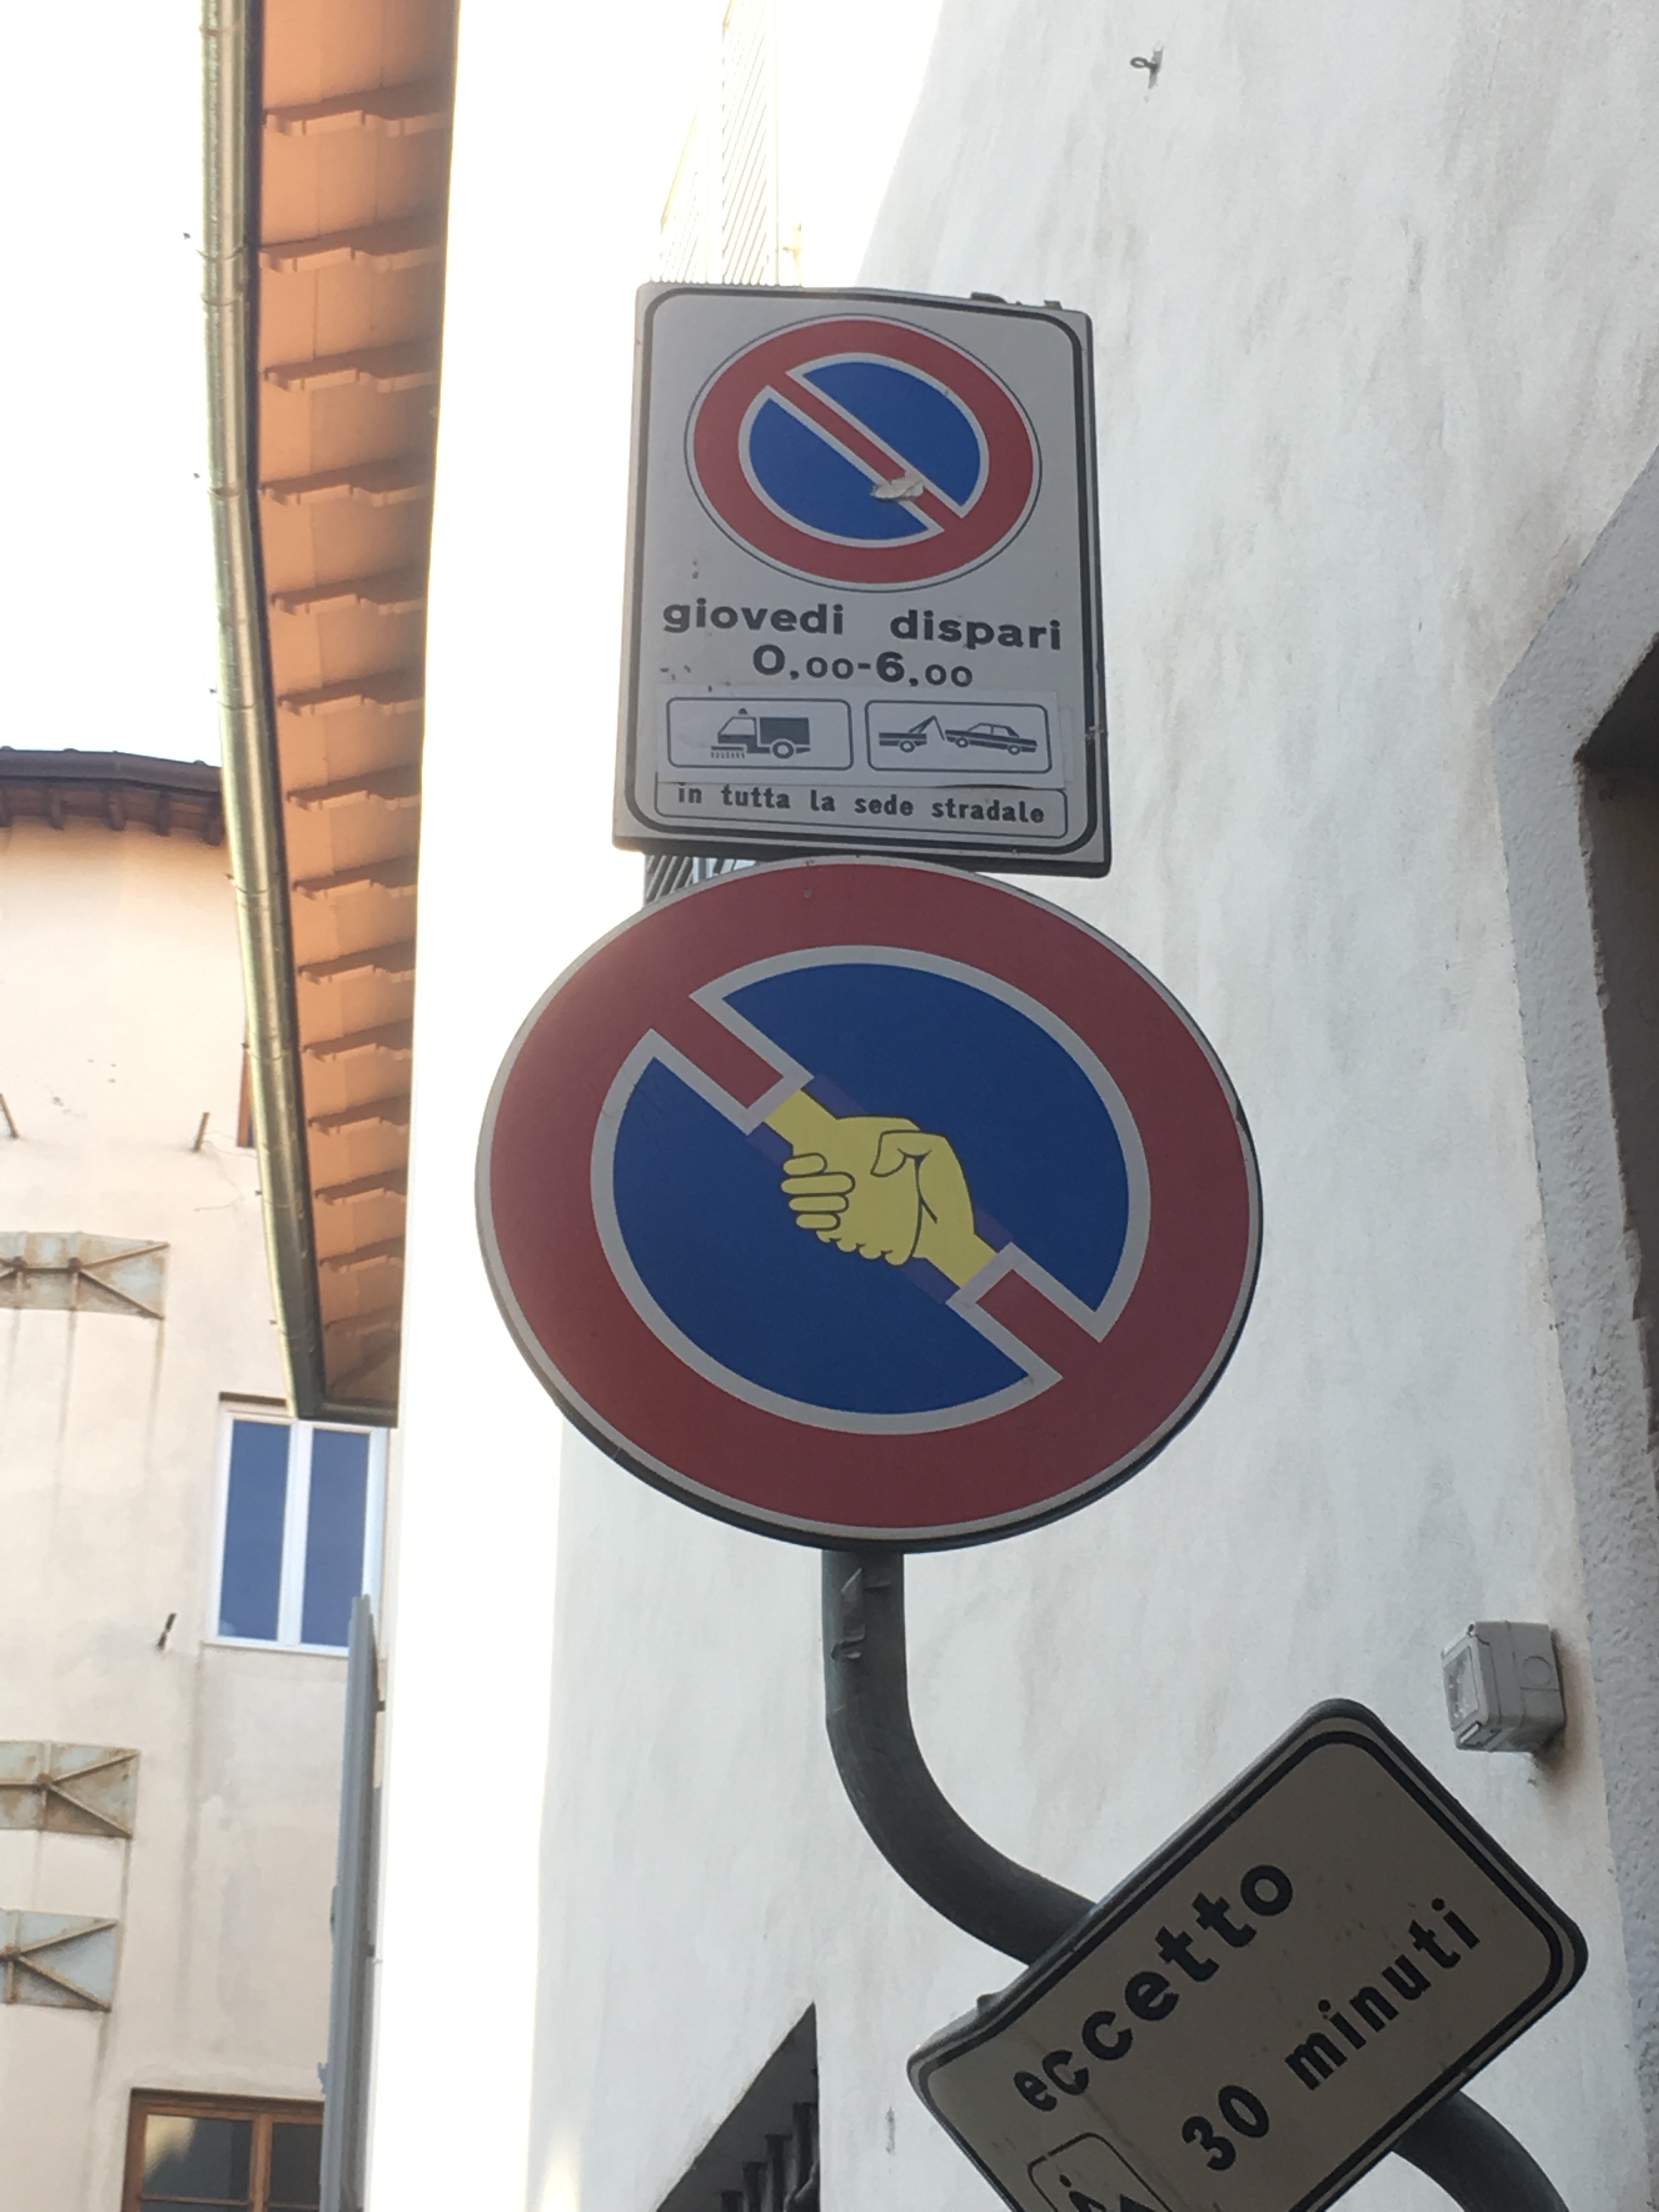 giovedi dispari
0,00-6,00
in tutta la sede stradale
eccetto
30 minuti